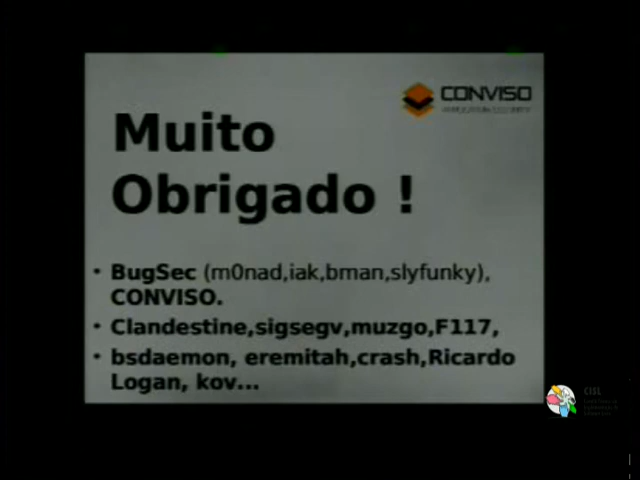 CONVISO
Muito
Obrigado !
• BugSec (m0nad,iak,bman,slyfunky),
CONVISO.
• Clandestine,sigsegv,muzgo,F117,
• bsdaemon, eremitah,crash,Ricardo
Logan, kov...
CISL